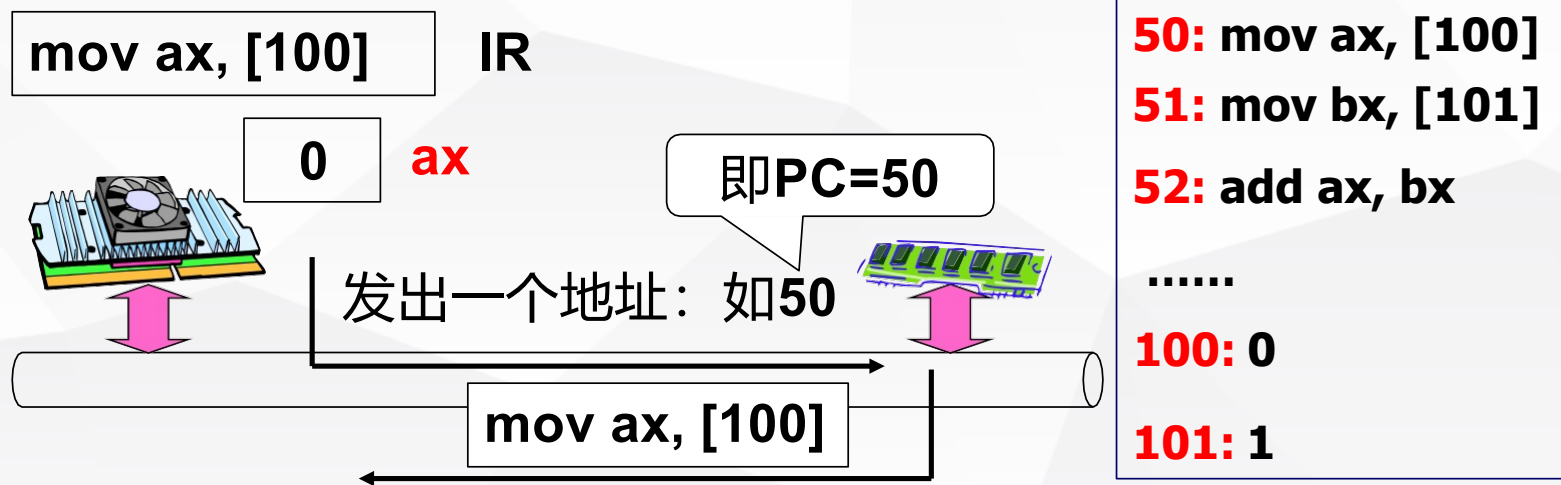 mov ax, [100] IR
0 ax
即PC=50
发出一个地址：如50
mov ax, [100]
50: mov ax, [100]
51: mov bx, [101]
52: add ax, bx
......
100: 0
101: 1